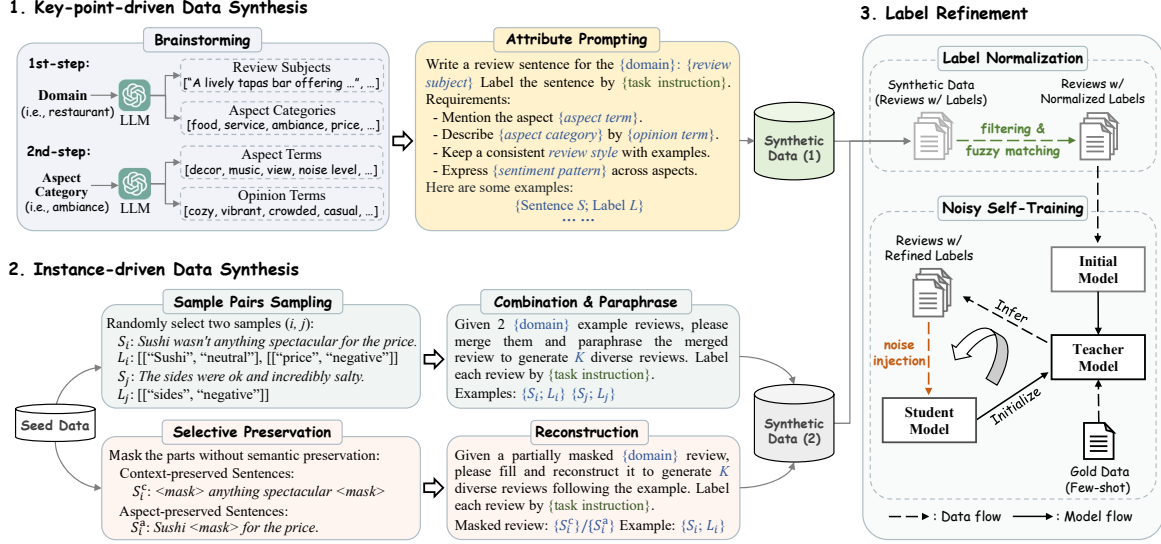 1. Key-point-driven Data Synthesis
Brainstorming
1st-step:
Domain
(i.e., restaurant)
LLM
Review Subjects
["A lively tapas bar offering …", …]
Aspect Categories
[food, service, ambiance, price, …]
2nd-step:
Aspect
Category
(i.e., ambiance)
LLM
Aspect Terms
[decor, music, view, noise level, …]
Opinion Terms
[cozy, vibrant, crowded, casual, …]
Attribute Prompting
Write a review sentence for the {domain}: {review
subject} Label the sentence by {task instruction}.
Requirements:
- Mention the aspect {aspect term}.
- Describe {aspect category} by {opinion term}.
- Keep a consistent review style with examples.
- Express {sentiment pattern} across aspects.
Here are some examples:
{Sentence S; Label L}
… …
Synthetic
Data (1)
2. Instance-driven Data Synthesis
Seed Data
Sample Pairs Sampling
Randomly select two samples (i, j):
Si: Sushi wasn't anything spectacular for the price.
Li: [["Sushi", "neutral"], [["price", "negative"]]
Sj: The sides were ok and incredibly salty.
Lj: [["sides", "negative"]]
Combination & Paraphrase
Given 2 {domain} example reviews, please
merge them and paraphrase the merged
review to generate K diverse reviews. Label
each review by {task instruction}.
Examples: {Si; Li} {Sj; Lj}
Selective Preservation
Mask the parts without semantic preservation:
Context-preserved Sentences:
Sic: <mask> anything spectacular <mask>
Aspect-preserved Sentences:
Sia: Sushi <mask> for the price.
Reconstruction
Given a partially masked {domain} review,
please fill and reconstruct it to generate K
diverse reviews following the example. Label
each review by {task instruction}.
Masked review: {Sic}/{Sia} Example: {Si; Li}
Synthetic
Data (2)
3. Label Refinement
Label Normalization
Synthetic Data
(Reviews w/ Labels)
filtering &
fuzzy matching
Reviews w/
Normalized Labels
Noisy Self-Training
Reviews w/
Refined Labels
Initial
Model
Infer
noise
injection
Teacher
Model
Student
Model
Initialize
Gold Data
(Few-shot)
: Data flow
: Model flow